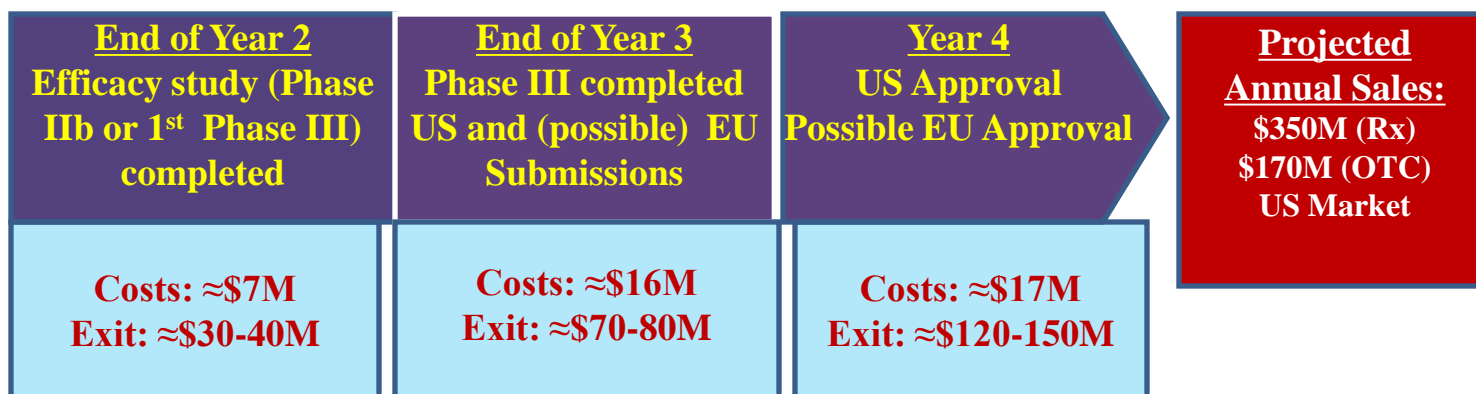 End of Year 2
Efficacy study (Phase
IIb or 1st Phase III)
completed
End of Year 3
Phase III completed
US and (possible) EU
Submissions
Year 4
US Approval
Possible EU Approval
Projected
Annual Sales:
$350M (Rx)
$170M (OTC)
US Market
Costs: ≈$7M
Exit: ≈$30-40M
Costs: ≈$16M
Exit: ≈$70-80M
Costs: ≈$17M
Exit: ≈$120-150M